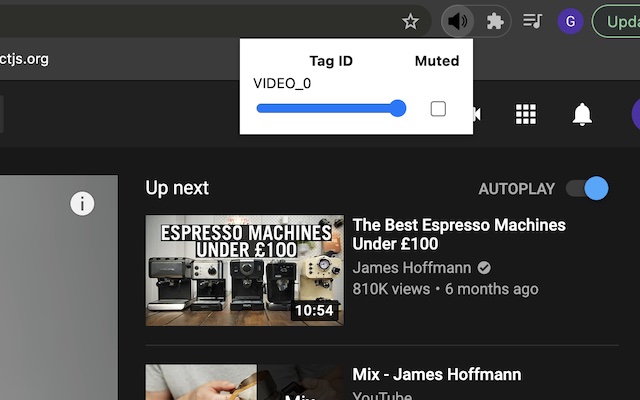 G
Upda
ctjs.org
Tag ID Muted
VIDEO_0
Up next
AUTOPLAY
ESPRESSO MACHINES
UNDER £100
10:54
The Best Espresso Machines
Under £100
James Hoffmann
810K views • 6 months ago
Mix - James Hoffmann
YouTube
Mix